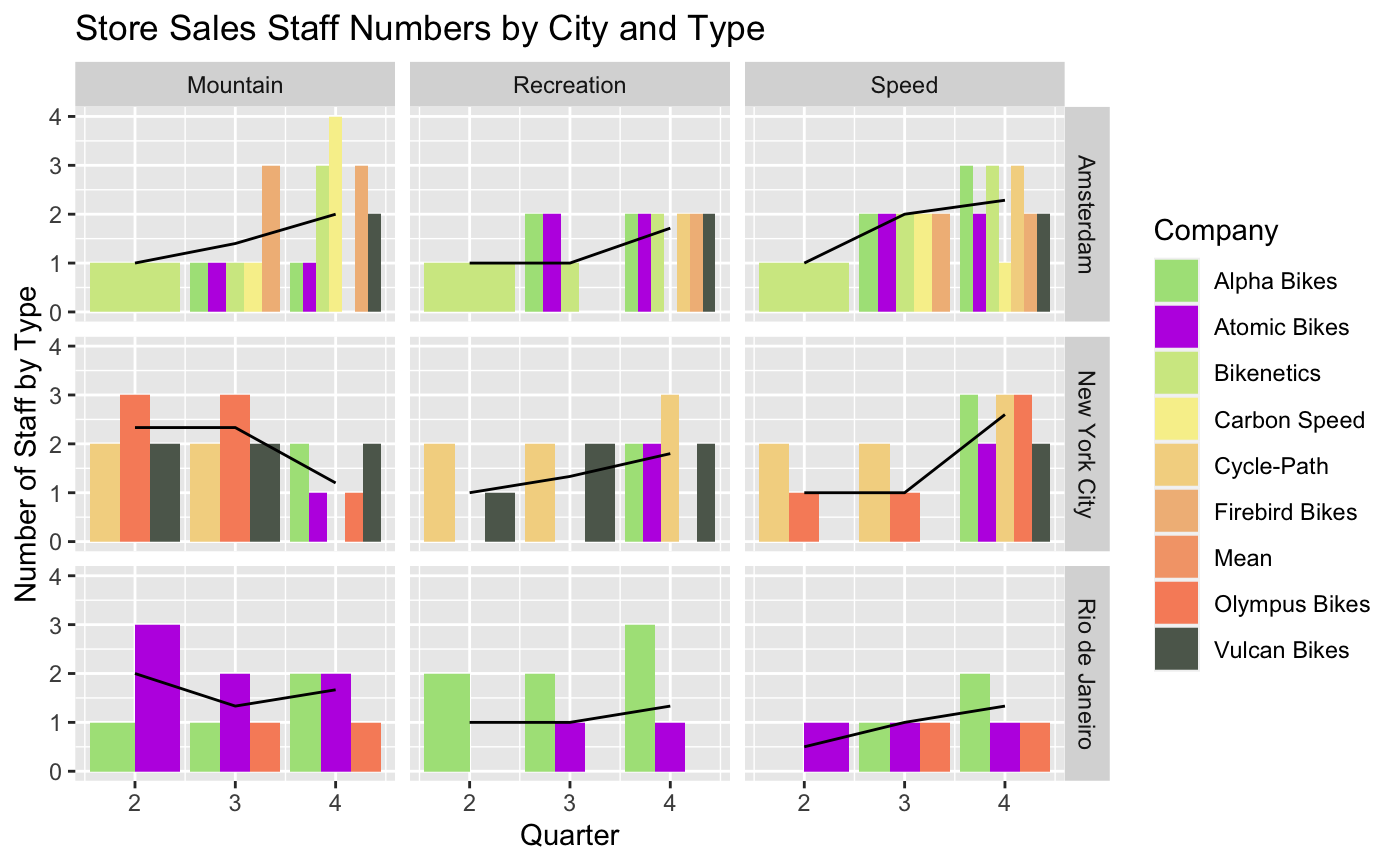 Store Sales Staff Numbers by City and Type
Mountain
Recreation
Speed
Number of Staff by Type
4
3
2
1
0
Amsterdam
4
3
2
1
0
New York City
4
3
2
1
0
Rio de Janeiro
2
3
4
2
3
4
2
3
4
Quarter
Company
Alpha Bikes
Atomic Bikes
Bikenetics
Carbon Speed
Cycle-Path
Firebird Bikes
Mean
Olympus Bikes
Vulcan Bikes